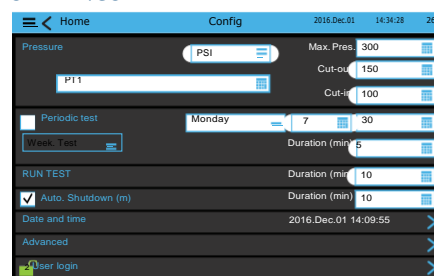 Home Config 2016.Dec.01 14:34:28 26
Pressure PSI Max. Pres. 300
Cut-ou 150
PT1
Cut-in 100
Periodic test Monday 7 30
Week. Test Duration (min) 5
RUN TEST Duration (min 10
Auto. Shutdown (m) Duration (min) 10
Date and time 2016.Dec.01 14:09:55
Advanced
2 User login